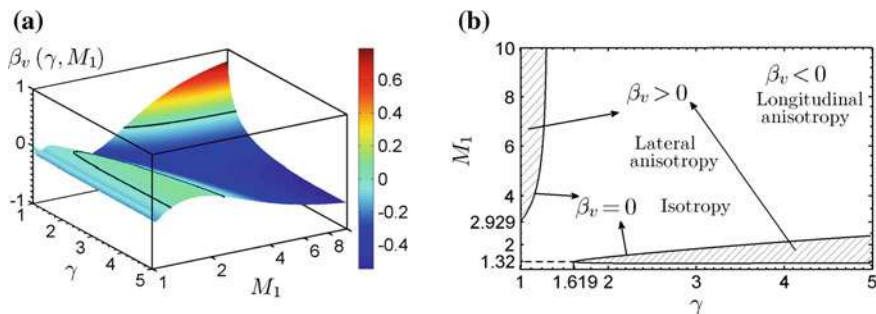 (a)
β_v (γ, M_1)
1
0
-1
1
2
3
4
5
γ
1
2
4
6
8
M_1
0.6
0.4
0.2
0
-0.2
-0.4
(b)
10
8
6
4
2.929
2
1.32
M_1
β_v>0
β_v<0
Longitudinal
anisotropy
Lateral
anisotropy
β_v=0
Isotropy
1
1.619
2
3
4
5
γ